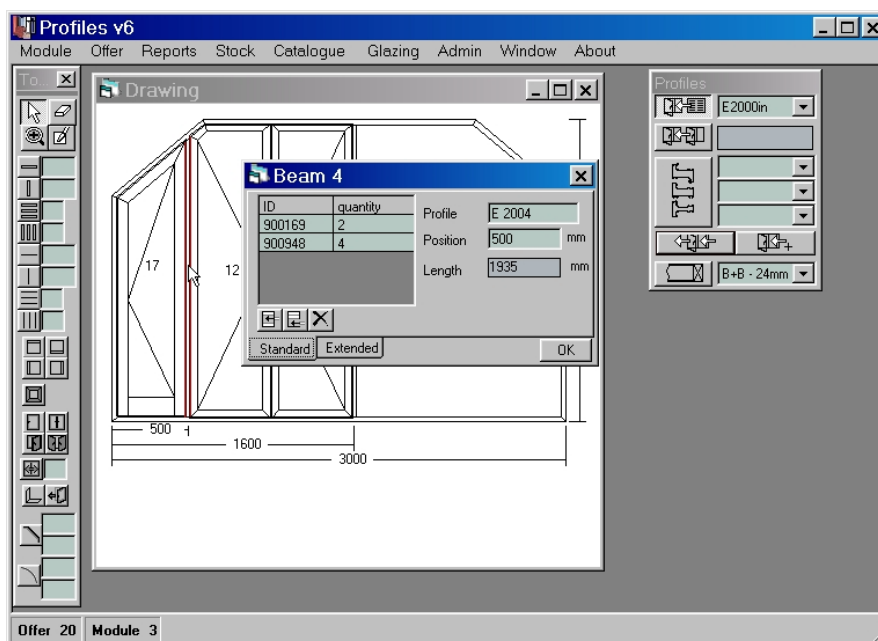 Profiles v6
Module Offer Reports Stock Catalogue Glazing Admin Window About
To...
Drawing
17
12
500
1600
3000
Beam 4
ID quantity
900169 2
900948 4
Profile E 2004
Position 500 mm
Length 1935 mm
Standard Extended OK
Profiles
E2000in
B+B - 24mm
Offer 20 Module 3